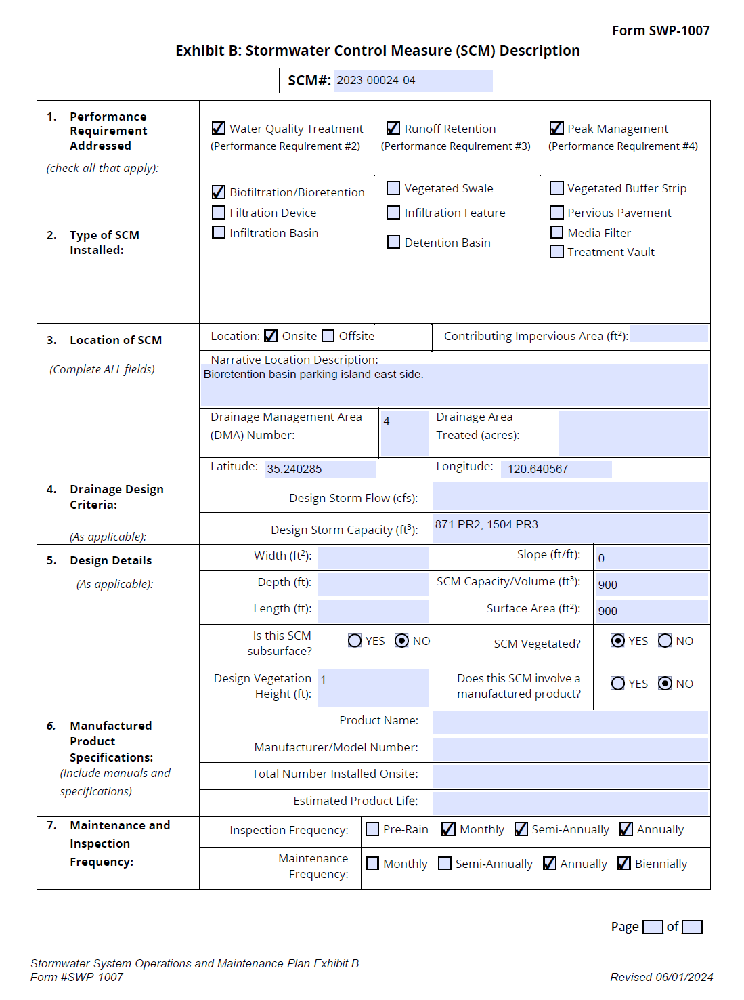 Form SWP-1007
Exhibit B: Stormwater Control Measure (SCM) Description
SCM#: 2023-00024-04
1. Performance Requirement Addressed
(check all that apply):
Water Quality Treatment
(Performance Requirement #2)
Runoff Retention
(Performance Requirement #3)
Peak Management
(Performance Requirement #4)
2. Type of SCM Installed:
Biofiltration/Bioretention
Vegetated Swale
Vegetated Buffer Strip
Filtration Device
Infiltration Feature
Pervious Pavement
Infiltration Basin
Detention Basin
Media Filter
Treatment Vault
3. Location of SCM
(Complete ALL fields)
Location: Onsite Offsite
Contributing Impervious Area (ft²):
Narrative Location Description:
Bioretention basin parking island east side.
Drainage Management Area
(DMA) Number:
4
Drainage Area
Treated (acres):
Latitude: 35.240285
Longitude: -120.640567
4. Drainage Design Criteria:
(As applicable):
Design Storm Flow (cfs):
Design Storm Capacity (ft³): 871 PR2, 1504 PR3
5. Design Details
(As applicable):
Width (ft²):
Slope (ft/ft): 0
Depth (ft):
SCM Capacity/Volume (ft³): 900
Length (ft):
Surface Area (ft²): 900
Is this SCM
subsurface?
YES NO
SCM Vegetated? YES NO
Design Vegetation
Height (ft):
1
Does this SCM involve a
manufactured product?
YES NO
6. Manufactured Product Specifications:
(Include manuals and
specifications)
Product Name:
Manufacturer/Model Number:
Total Number Installed Onsite:
Estimated Product Life:
7. Maintenance and
Inspection
Frequency:
Inspection Frequency: Pre-Rain Monthly Semi-Annually Annually
Maintenance
Frequency:
Monthly Semi-Annually Annually Biennially
Page of
Stormwater System Operations and Maintenance Plan Exhibit B
Form #SWP-1007
Revised 06/01/2024